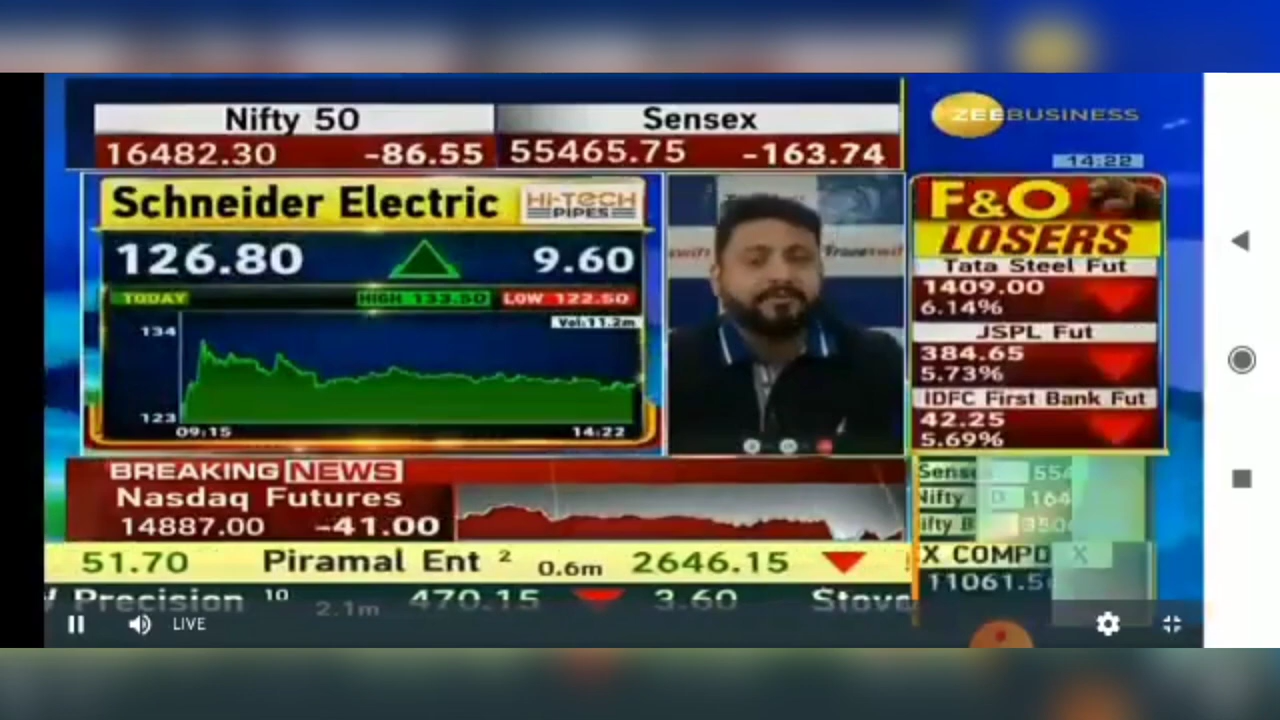 Nifty 50
Sensex
16482.30 -86.55
55465.75 -163.74
ZEEBUSINESS
14:22
Schneider Electric
HI-TECH
PIPES
126.80 9.60
TODAY HIGH 133.50 LOW 122.50
Vol:11.2m
134
123
09:15 14:22
F&O
LOSERS
Tata Steel Fut
1409.00
6.14%
JSPL Fut
384.65
5.73%
IDFC First Bank Fut
42.25
5.69%
BREAKING NEWS
Nasdaq Futures
14887.00 -41.00
51.70 Piramal Ent 2 0.6m 2646.15
Precision 10 2.1m 470.15 3.60 Stove
Nifty
X COMPO X
LIVE